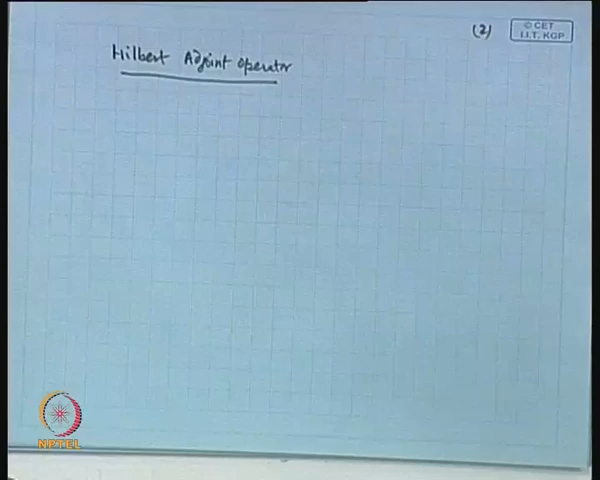 (2)
© CET
I.I.T. KGP
Hilbert Adjoint operator
NPTEL